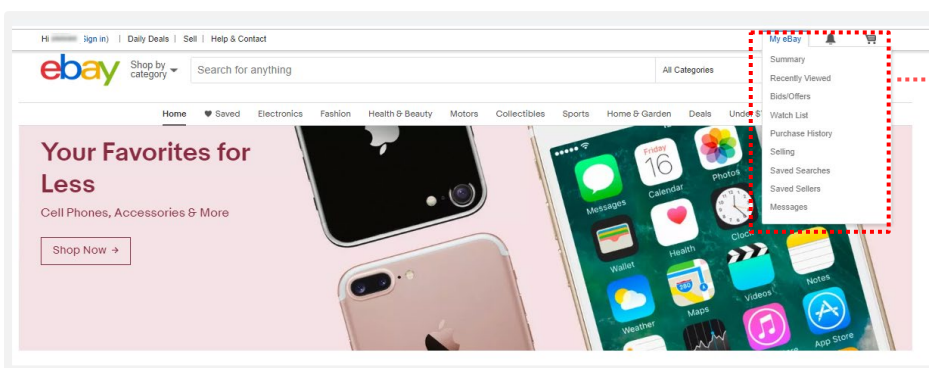 Hi Sign in) | Daily Deals | Sell | Help & Contact
My eBay
ebay
Shop by
category
Search for anything
All Categories
Summary
Recently Viewed
Bids/Offers
Watch List
Purchase History
Selling
Saved Searches
Saved Sellers
Messages
Home Saved Electronics Fashion Health & Beauty Motors Collectibles Sports Home & Garden Deals Under $
Your Favorites for
Less
Cell Phones, Accessories & More
Shop Now →
Friday
16
Messages
Calendar
Photos
Wallet
Health
Clock
280
Weather
Maps
Videos
Notes
App Store